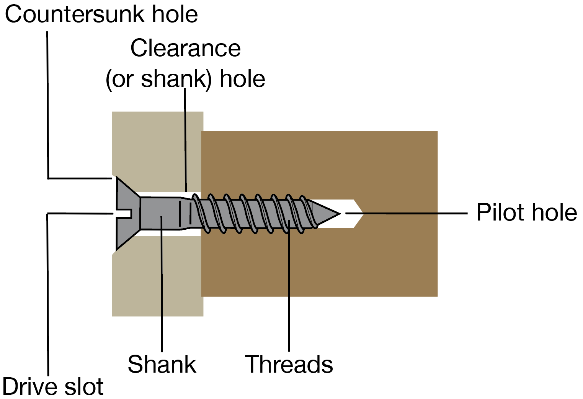 Countersunk hole
Clearance
(or shank) hole
Pilot hole
Shank
Threads
Drive slot